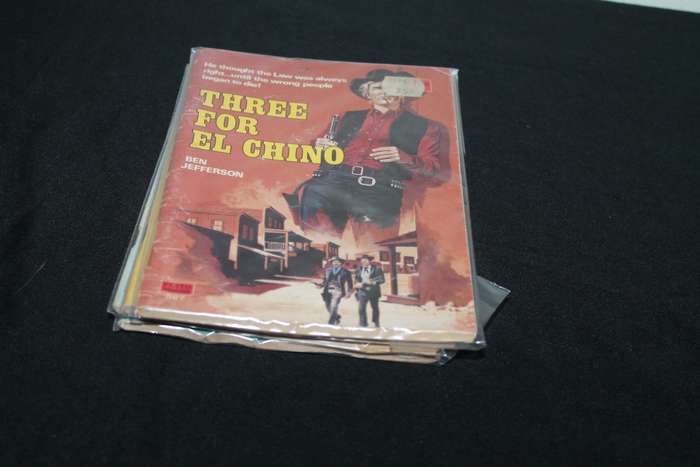 He thought the Law was always
right...until the wrong people
began to die!
THREE
FOR
EL CHINO
BEN
JEFFERSON